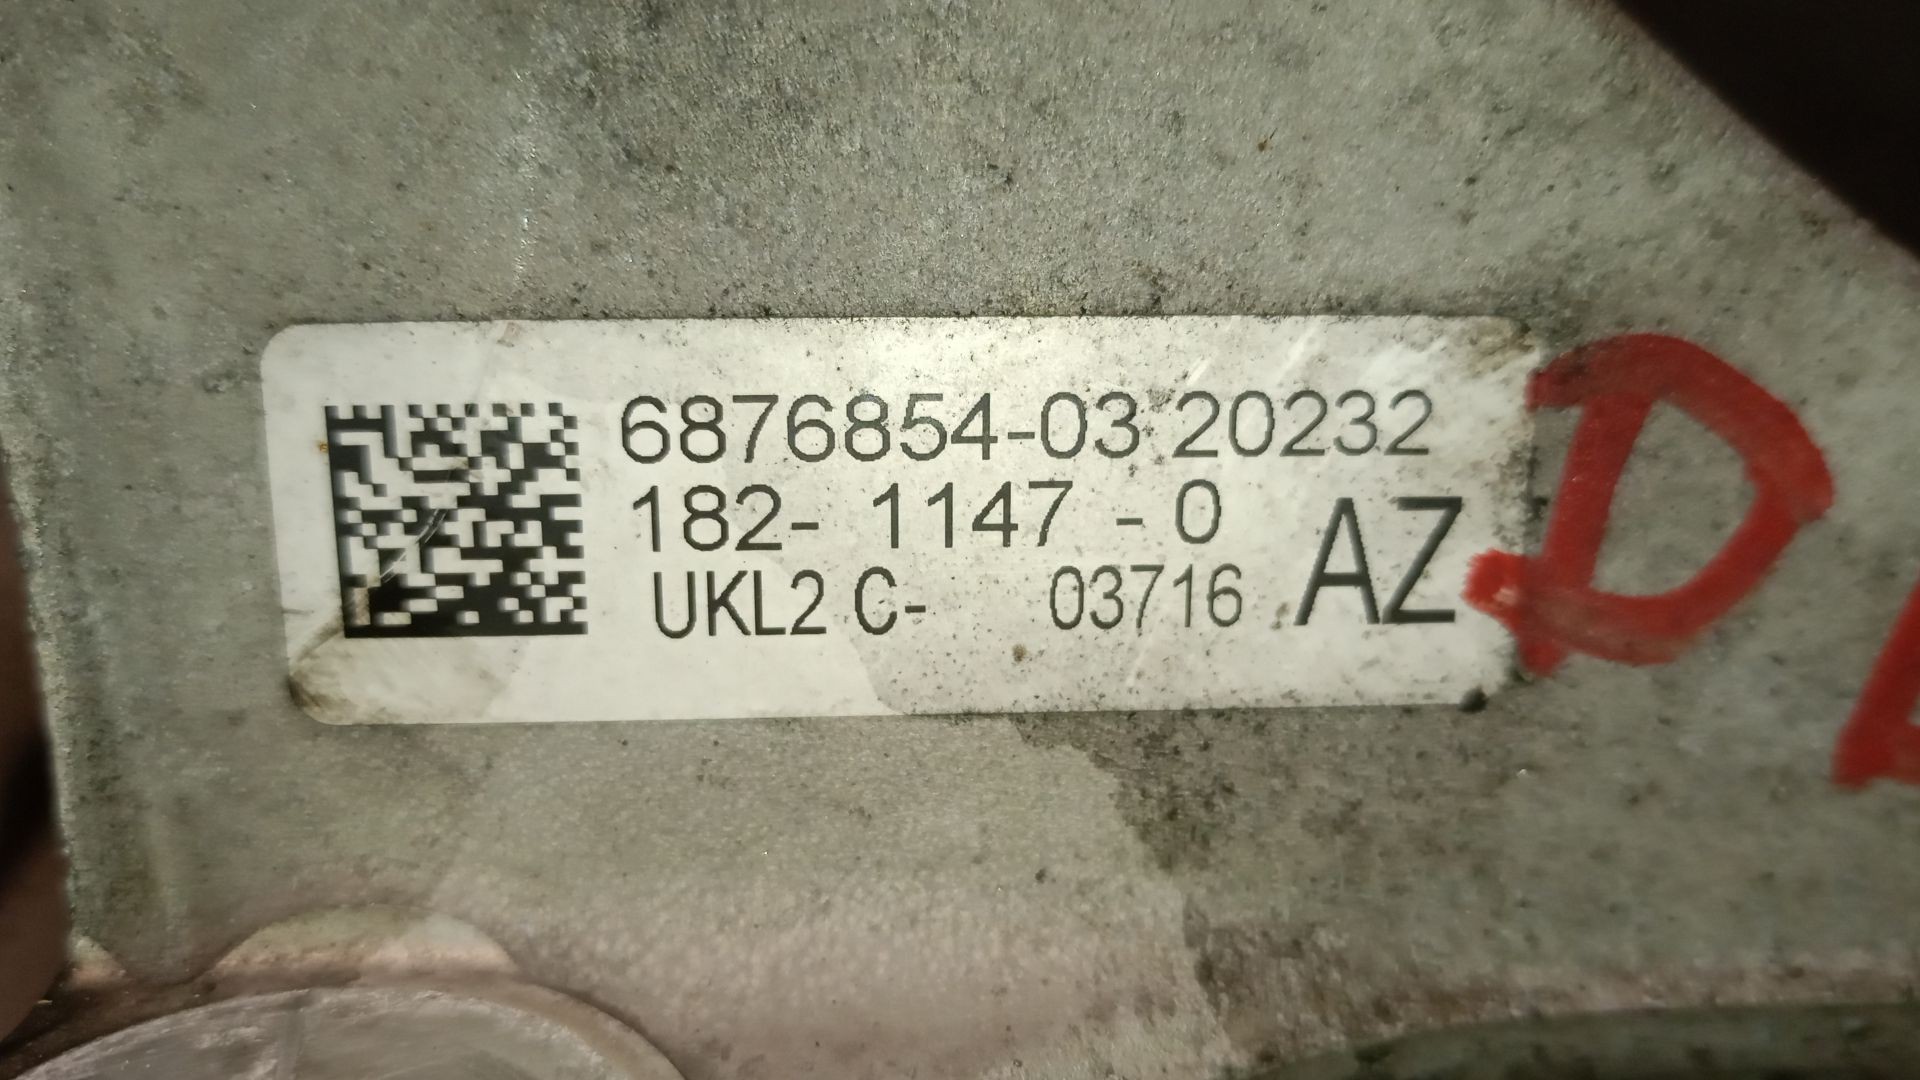 6876854-03 20232
182- 1147 -0
UKL2 C- 03716 AZ
D